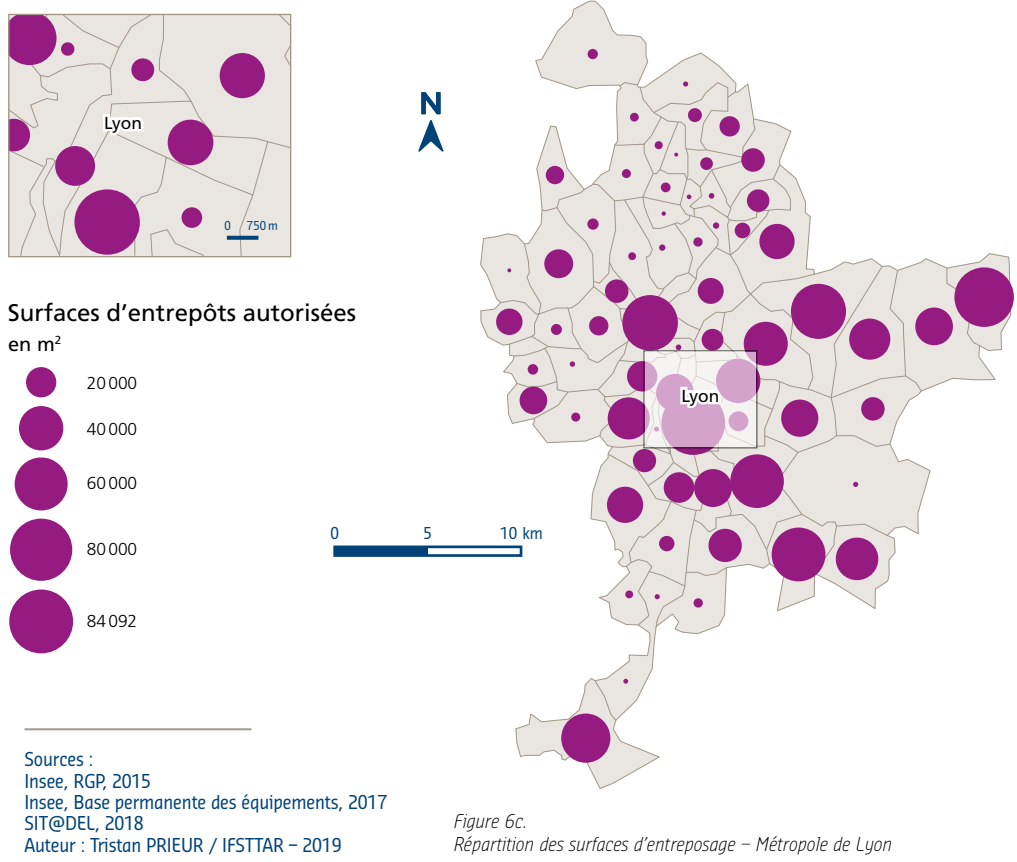 Lyon
0 750 m
N
Surfaces d’entrepôts autorisées
en m²
20 000
40 000
60 000
80 000
84 092
Lyon
0 5 10 km
Sources :
Insee, RGP, 2015
Insee, Base permanente des équipements, 2017
SIT@DEL, 2018
Auteur : Tristan PRIEUR / IFSTTAR – 2019
Figure 6c.
Répartition des surfaces d’entreposage – Métropole de Lyon